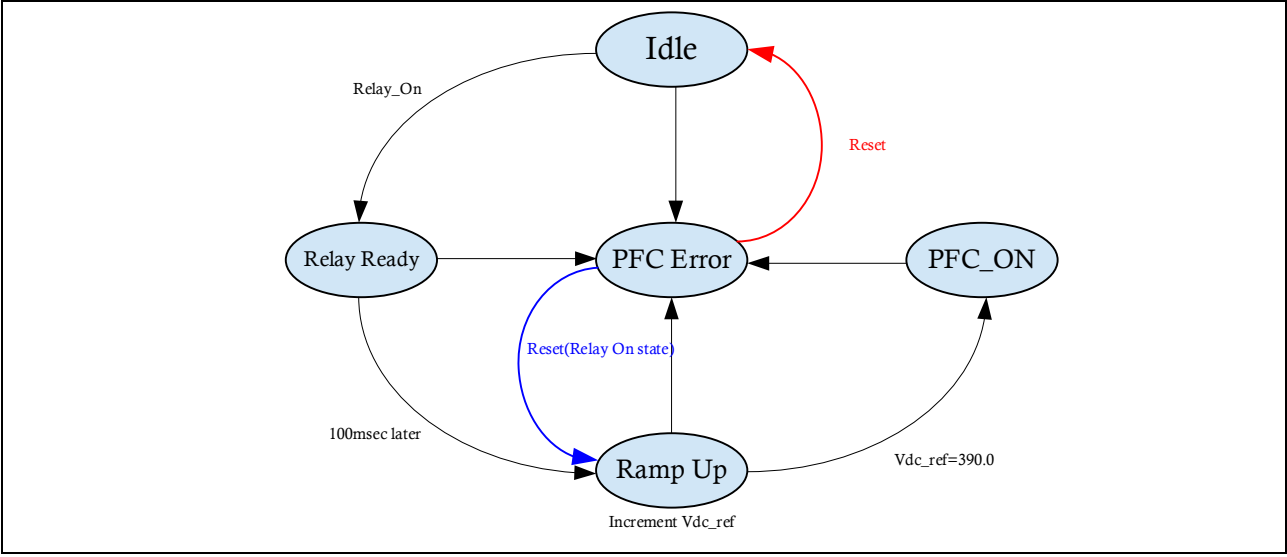 Idle
Relay_On
Reset
Relay Ready
PFC Error
PFC_ON
Reset(Relay On state)
100msec later
Vdc_ref=390.0
Ramp Up
Increment Vdc_ref